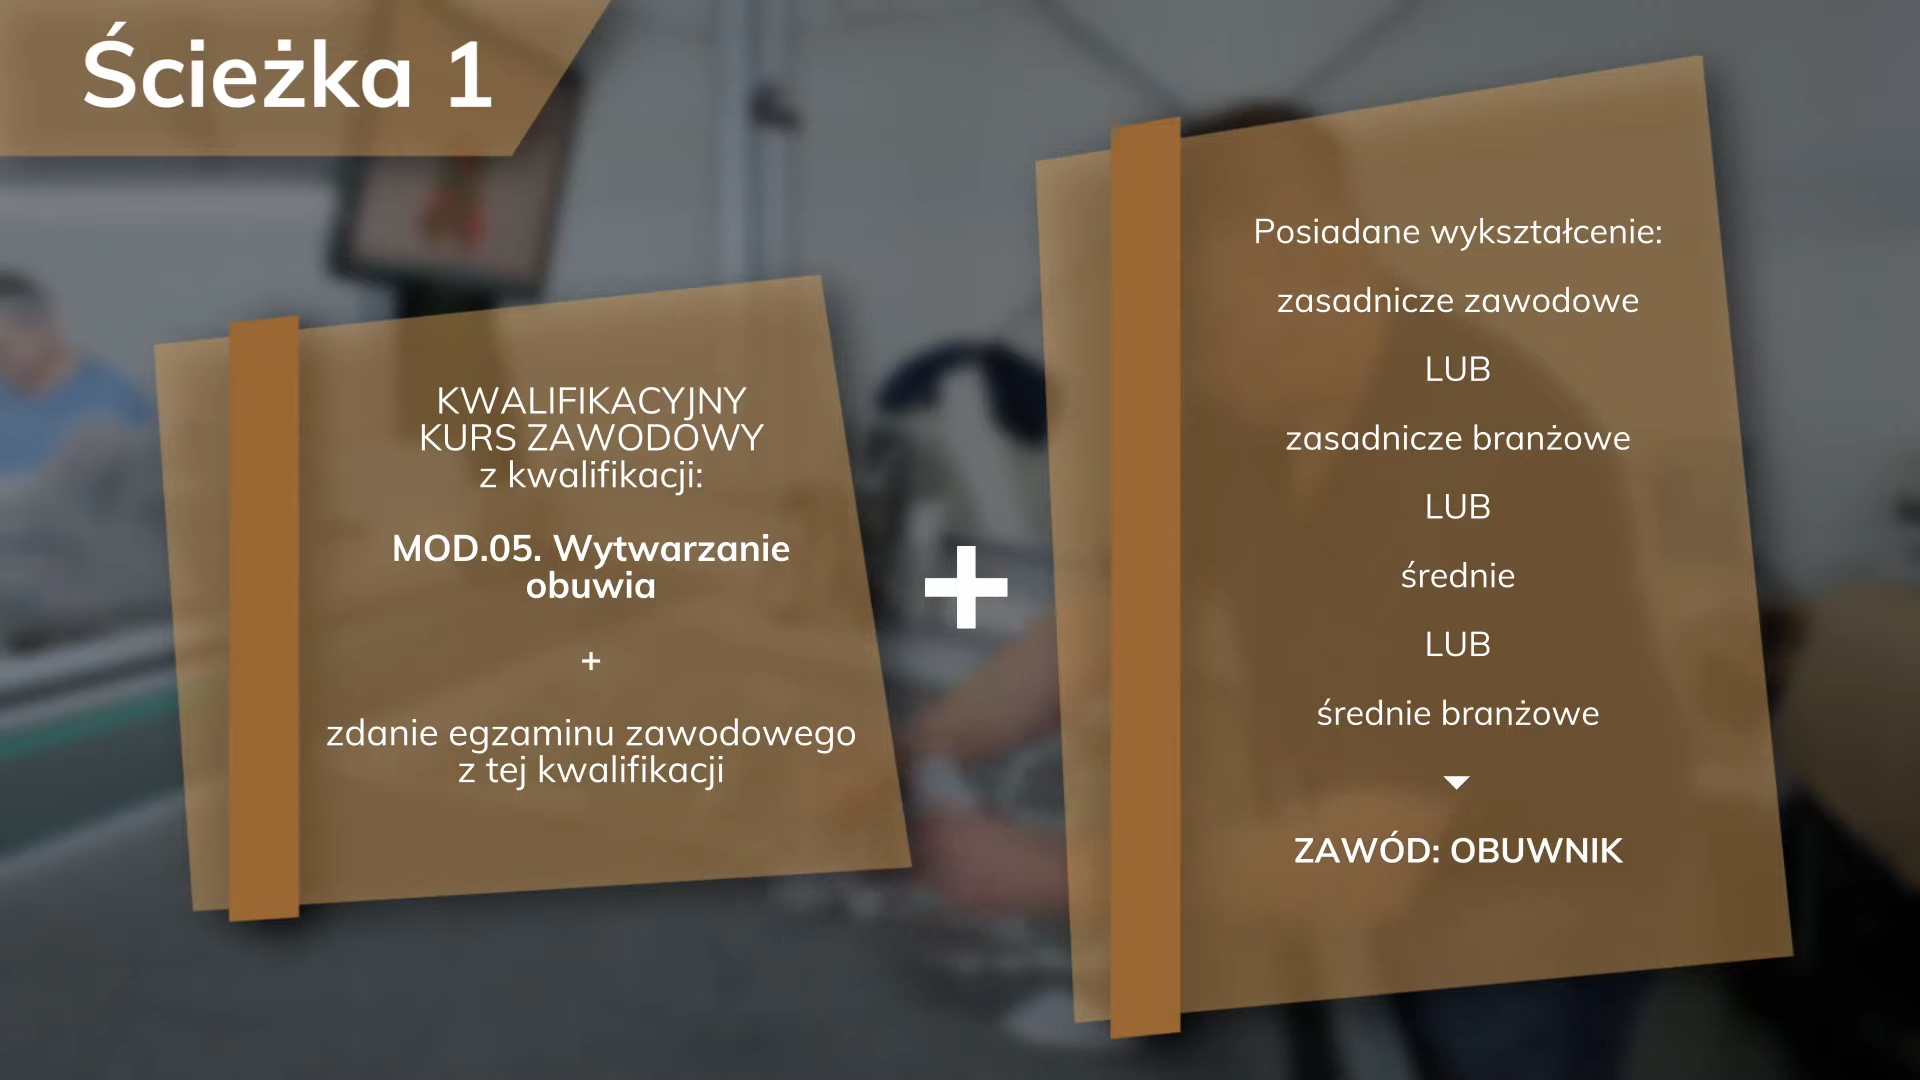 Ścieżka 1
KWALIFIKACYJNY
KURS ZAWODOWY
z kwalifikacji:
MOD.05. Wytwarzanie
obuwia
+
zdanie egzaminu zawodowego
z tej kwalifikacji
+
Posiadane wykształcenie:
zasadnicze zawodowe
LUB
zasadnicze branżowe
LUB
średnie
LUB
średnie branżowe
ZAWÓD: OBUWNIK